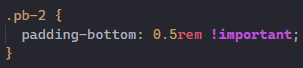 .pb-2 {
  padding-bottom: 0.5rem !important;
}